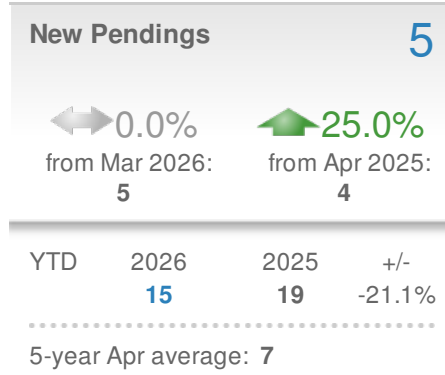 New Pendings 5
0.0% 25.0%
from Mar 2026: from Apr 2025:
5 4
YTD 2026 2025 +/-
15 19 -21.1%
5-year Apr average: 7